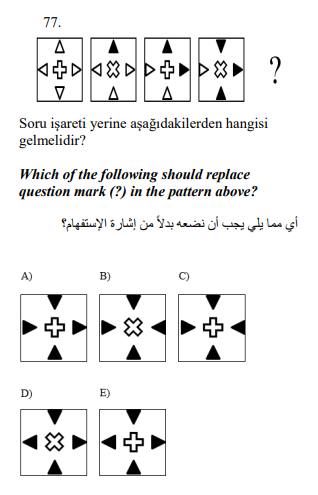 77.
?
Soru işareti yerine aşağıdakilerden hangisi
gelmelidir?
Which of the following should replace
question mark (?) in the pattern above?
أي مما يلي يجب أن نضعه بدلاً من إشارة الإستفهام؟
A) B) C)
D) E)